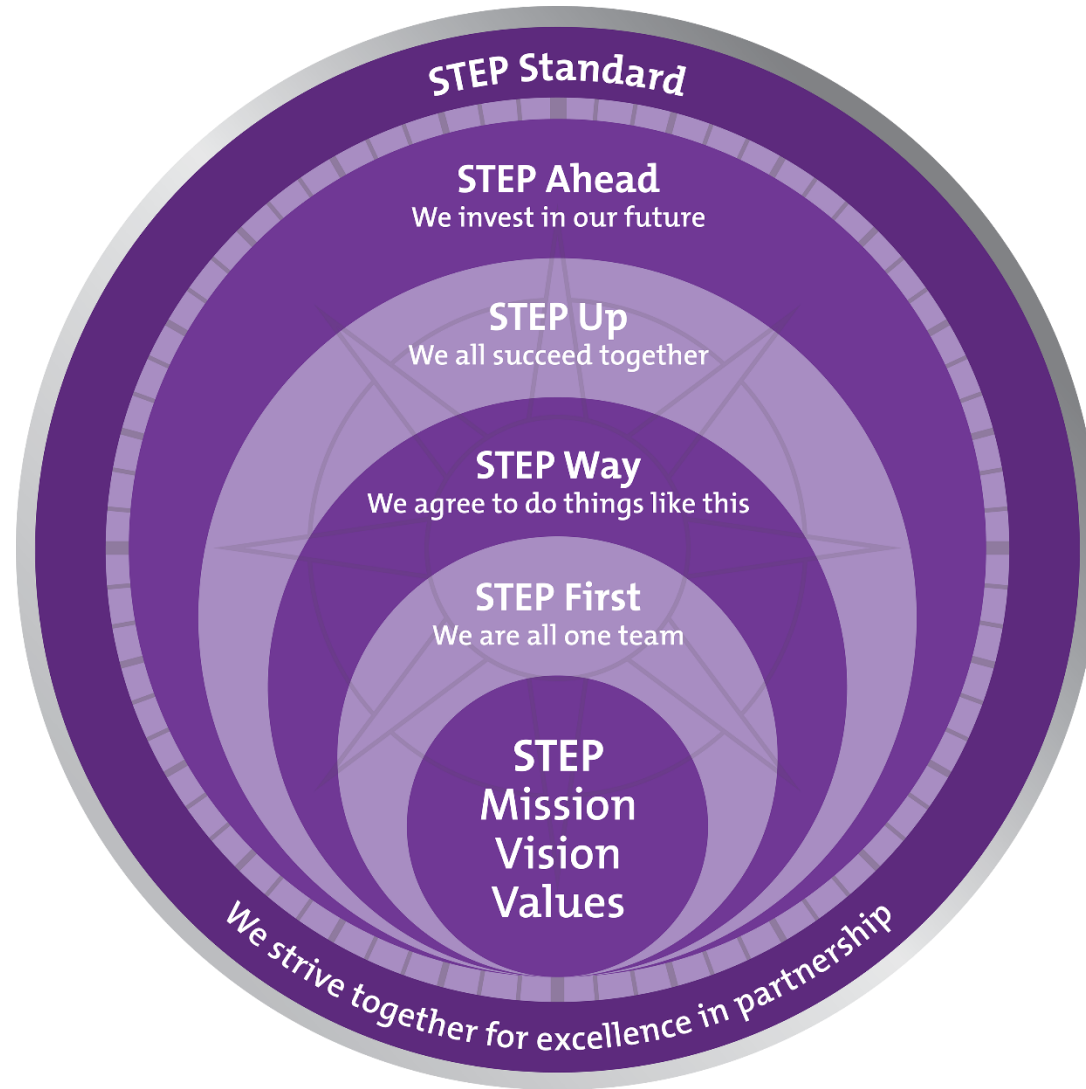 STEP Standard
STEP Ahead
We invest in our future
STEP Up
We all succeed together
STEP Way
We agree to do things like this
STEP First
We are all one team
STEP
Mission
Vision
Values
We strive together for excellence in partnership